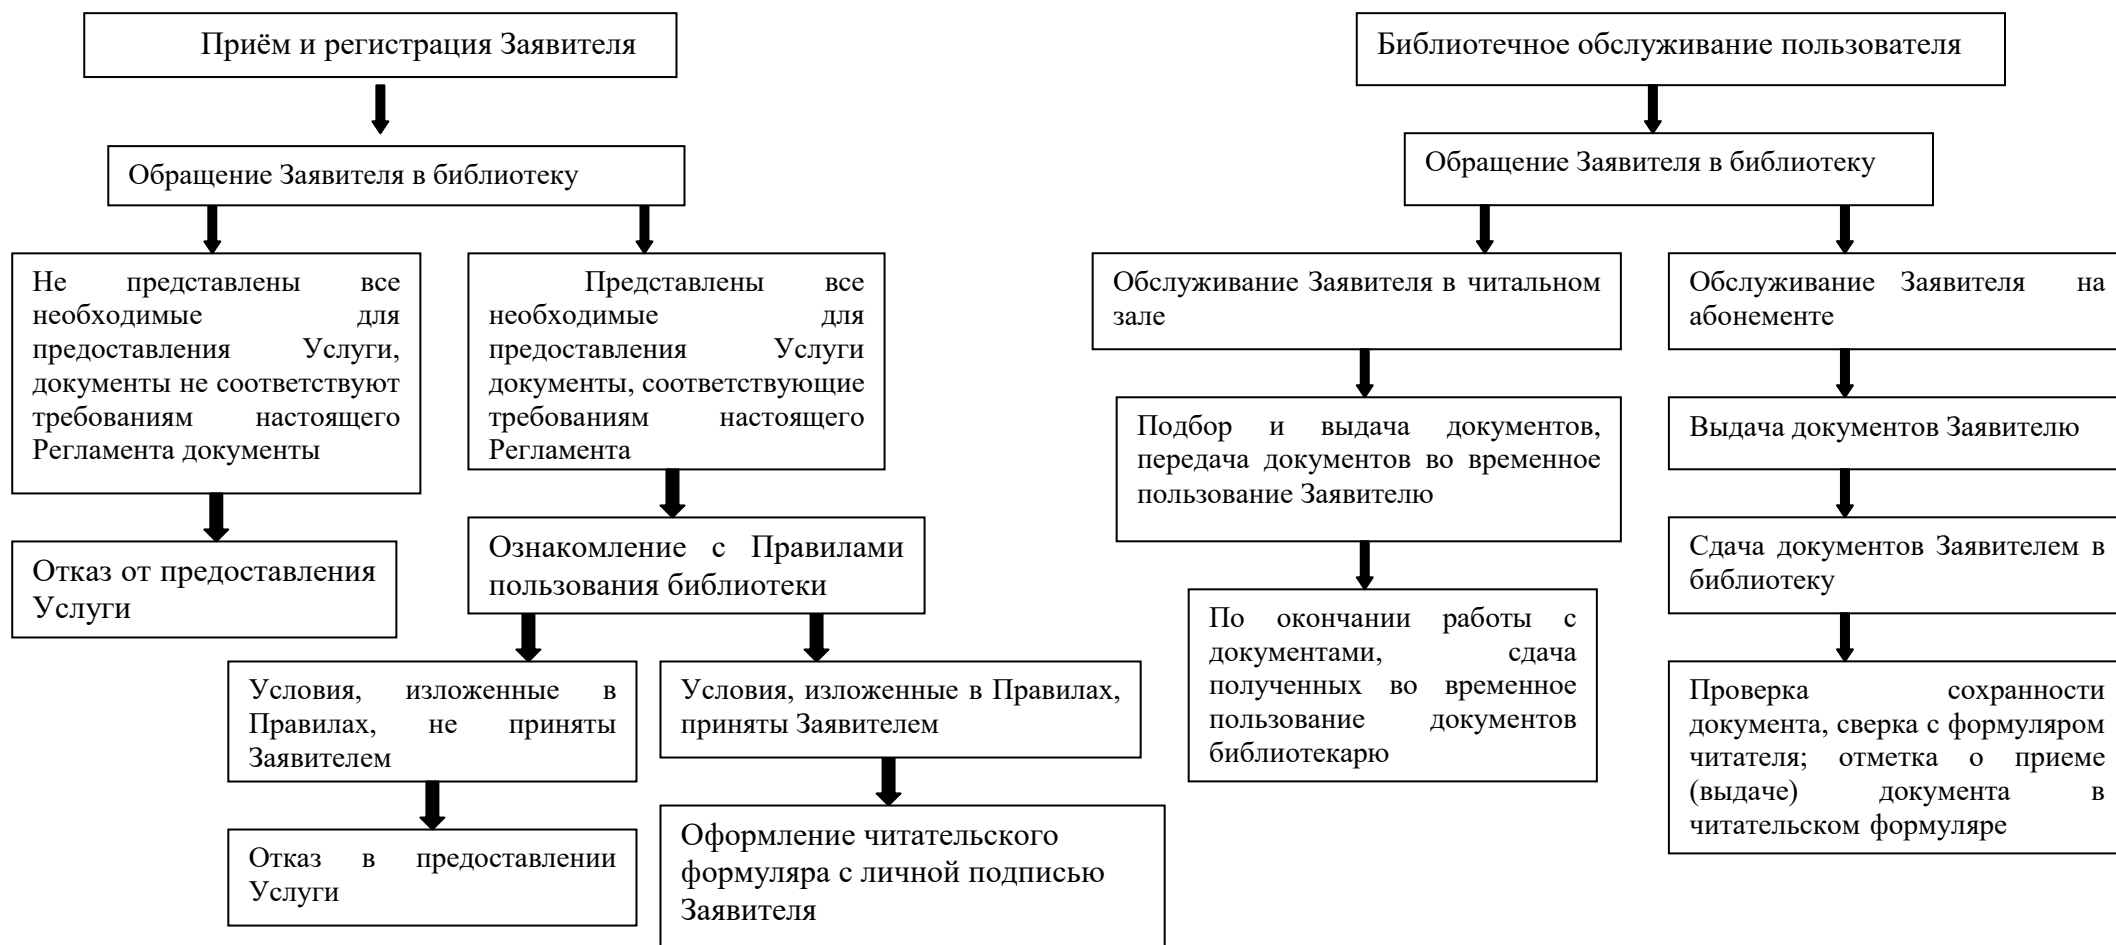 Приём и регистрация Заявителя
Обращение Заявителя в библиотеку
Не представлены все
необходимые для
предоставления Услуги,
документы не соответствуют
требованиям настоящего
Регламента документы
Отказ от предоставления
Услуги
Представлены все
необходимые для
предоставления Услуги
документы, соответствующие
требованиям настоящего
Регламента
Ознакомление с Правилами
пользования библиотеки
Условия, изложенные в
Правилах, не приняты
Заявителем
Отказ в предоставлении
Услуги
Условия, изложенные в Правилах,
приняты Заявителем
Оформление читательского
формуляра с личной подписью
Заявителя
Библиотечное обслуживание пользователя
Обращение Заявителя в библиотеку
Обслуживание Заявителя в читальном
зале
Подбор и выдача документов,
передача документов во временное
пользование Заявителю
По окончании работы с
документами, сдача
полученных во временное
пользование документов
библиотекарю
Обслуживание Заявителя на
абонементе
Выдача документов Заявителю
Сдача документов Заявителем в
библиотеку
Проверка сохранности
документа, сверка с формуляром
читателя; отметка о приеме
(выдаче) документа в
читательском формуляре